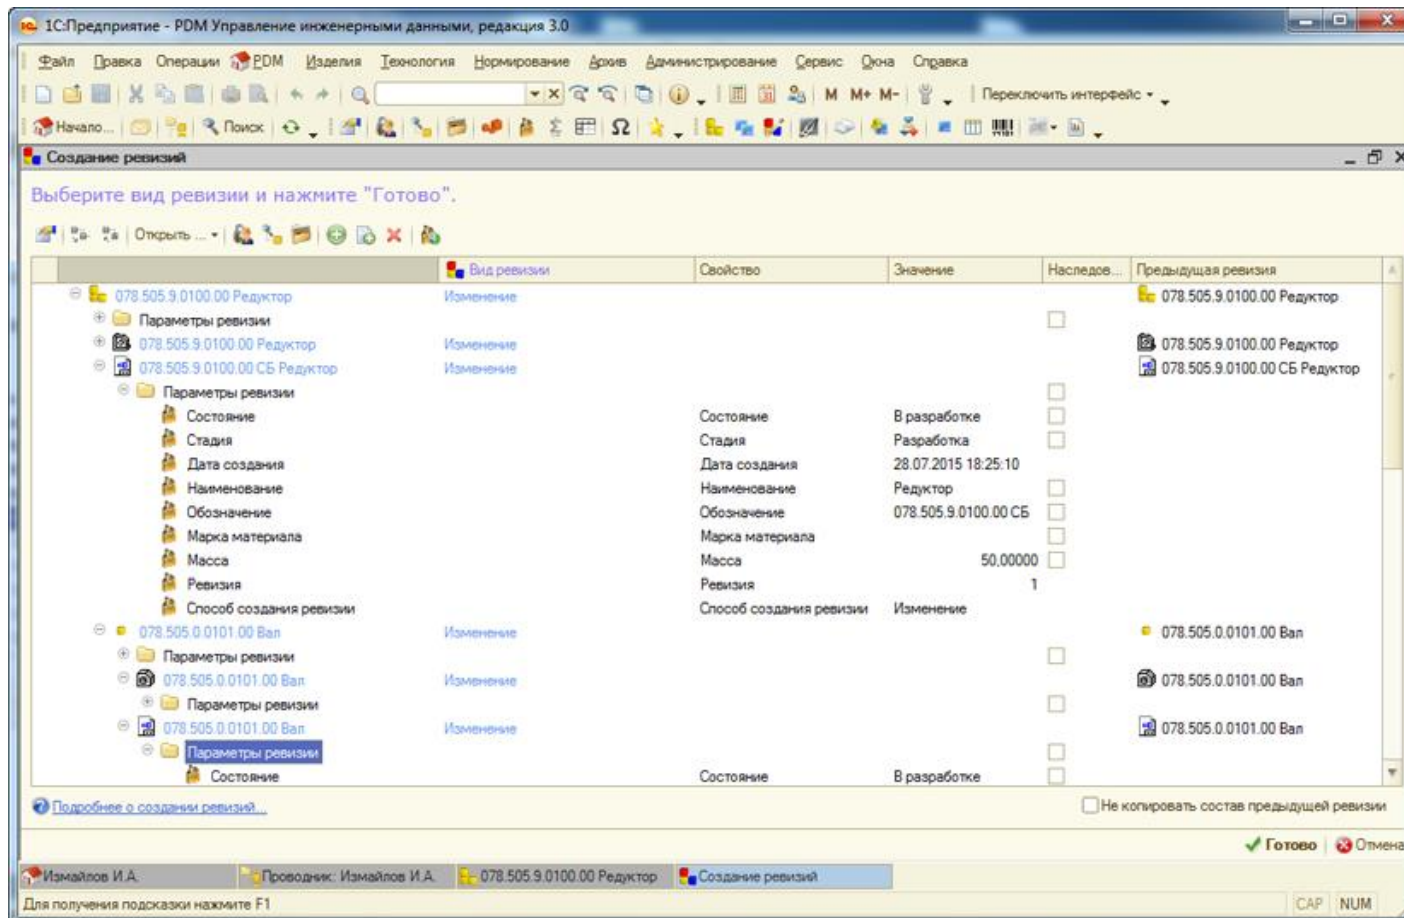 1С:Предприятие - PDM Управление инженерными данными, редакция 3.0
Файл Правка Операции PDM Изделия Технология Нормирование Архив Администрирование Сервис Окна Справка
M M+ M- Переключить интерфейс
Начало... Поиск
Создание ревизий
Выберите вид ревизии и нажмите "Готово".
Открыть ...
Вид ревизии Свойство Значение Наследов... Предыдущая ревизия
078.505.9.0100.00 Редуктор Изменение 078.505.9.0100.00 Редуктор
Параметры ревизии
078.505.9.0100.00 Редуктор Изменение 078.505.9.0100.00 Редуктор
078.505.9.0100.00 СБ Редуктор Изменение 078.505.9.0100.00 СБ Редуктор
Параметры ревизии
Состояние Состояние В разработке
Стадия Стадия Разработка
Дата создания Дата создания 28.07.2015 18:25:10
Наименование Наименование Редуктор
Обозначение Обозначение 078.505.9.0100.00 СБ
Марка материала Марка материала
Масса Масса 50,00000
Ревизия Ревизия 1
Способ создания ревизии Способ создания ревизии Изменение
078.505.0.0101.00 Вал Изменение 078.505.0.0101.00 Вал
Параметры ревизии
078.505.0.0101.00 Вал Изменение 078.505.0.0101.00 Вал
Параметры ревизии
078.505.0.0101.00 Вал Изменение 078.505.0.0101.00 Вал
Параметры ревизии
Состояние Состояние В разработке
Подробнее о создании ревизий... Не копировать состав предыдущей ревизии
Готово Отмена
Измайлов И.А. Проводник: Измайлов И.А. 078.505.9.0100.00 Редуктор Создание ревизий
Для получения подсказки нажмите F1 CAP NUM